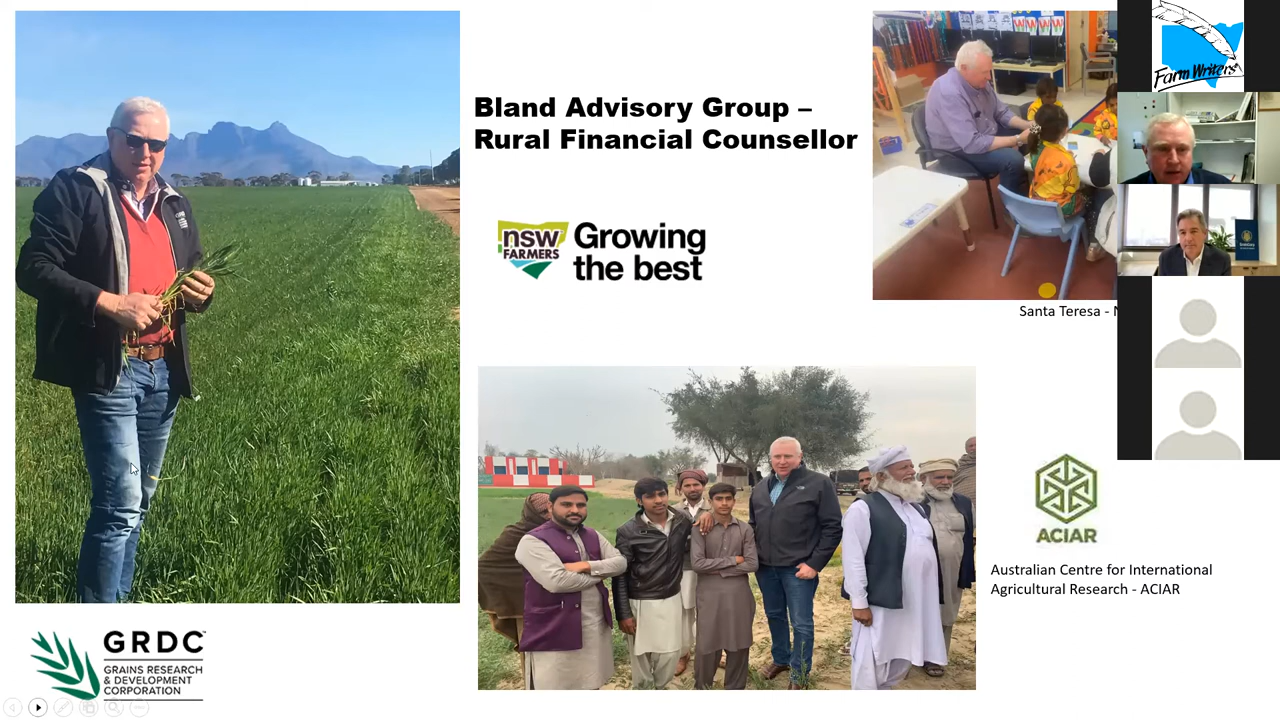 Bland Advisory Group –
Rural Financial Counsellor
nsw
FARMERS
Growing
the best
Santa Teresa - N
Farm Writers
ACIAR
Australian Centre for International
Agricultural Research - ACIAR
GRDC™
GRAINS RESEARCH
& DEVELOPMENT
CORPORATION